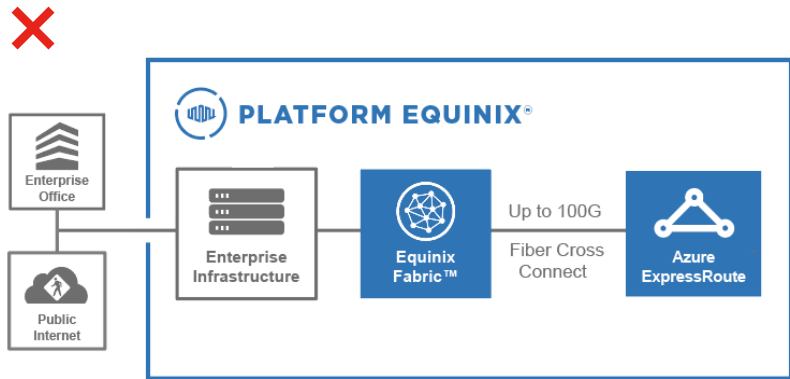 PLATFORM EQUINIX®
Enterprise
Office
Enterprise
Infrastructure
Equinix
Fabric™
Up to 100G
Fiber Cross
Connect
Azure
ExpressRoute
Public
Internet